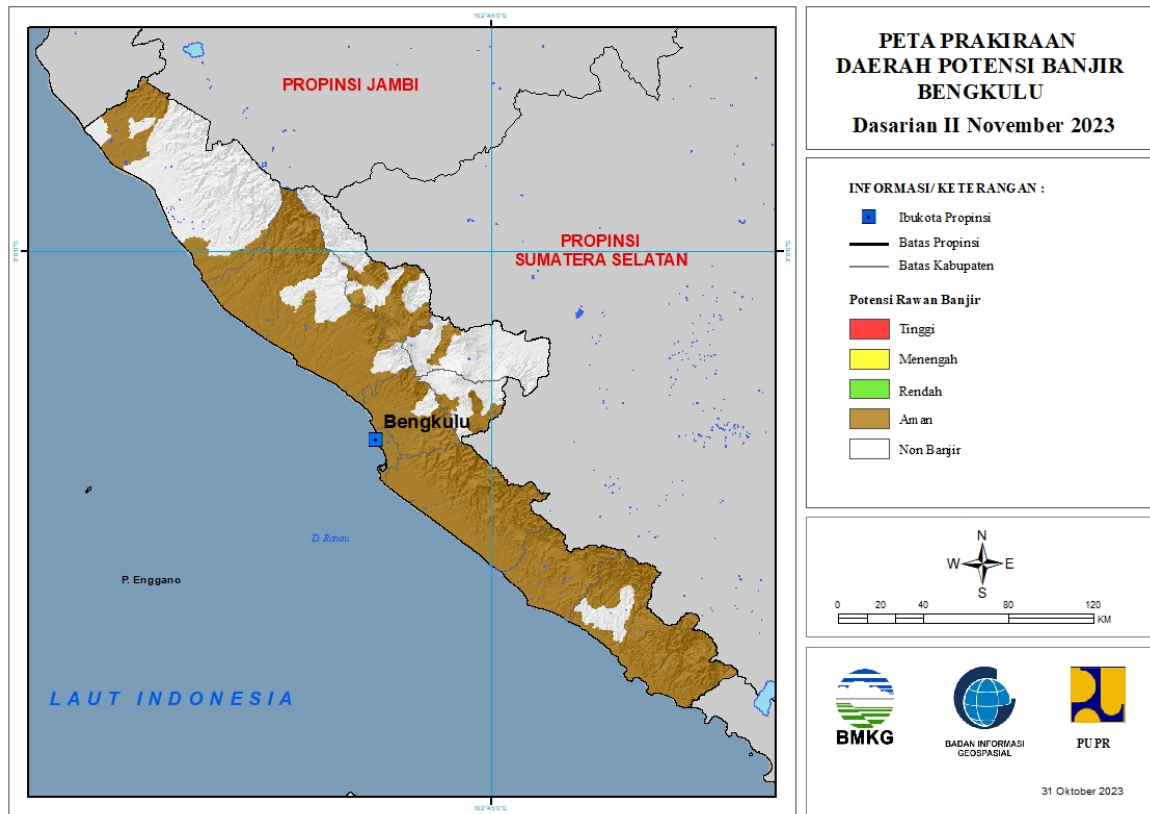 PETA PRAKIRAAN
DAERAH POTENSI BANJIR
BENGKULU
Dasarian II November 2023
INFORMASI/ KETERANGAN :
Ibukota Propinsi
Batas Propinsi
Batas Kabupaten
Potensi Rawan Banjir
Tinggi
Menengah
Rendah
Aman
Non Banjir
N
W E
S
0 20 40 80 120
KM
BMKG
BADAN INFORMASI
GEOSPASIAL
PUPR
31 Oktober 2023
PROPINSI JAMBI
PROPINSI
SUMATERA SELATAN
Bengkulu
D. Ranau
P. Enggano
LAUT INDONESIA